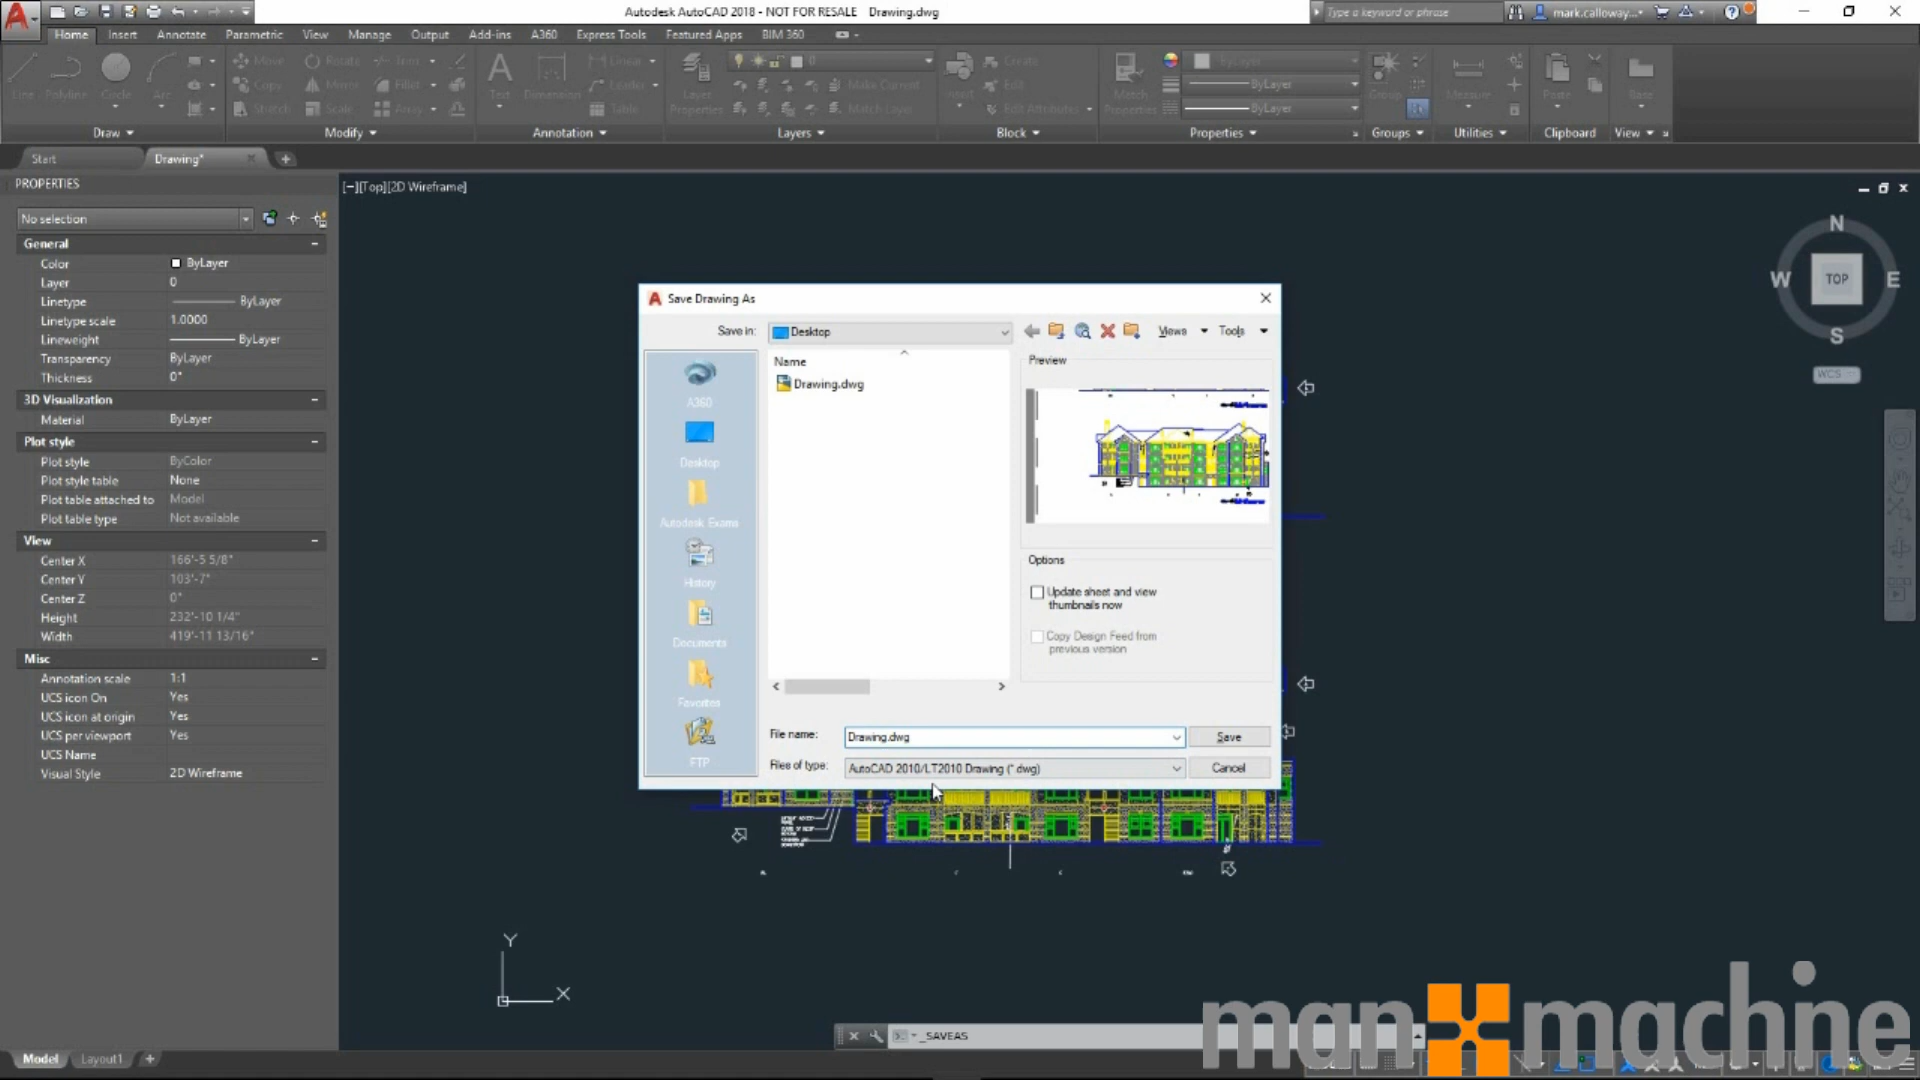 Autodesk AutoCAD 2018 - NOT FOR RESALE Drawing.dwg
Type a keyword or phrase
mark.calloway...
Home Insert Annotate Parametric View Manage Output Add-ins A360 Express Tools Featured Apps BIM 360
Line Polyline Circle Arc
Move Rotate Trim
Copy Mirror Fillet
Stretch Scale Array
Text Dimension
Linear
Leader
Table
Layer Properties
0
Make Current
Match Layer
Insert
Create
Edit
Edit Attributes
Match Properties
ByLayer
ByLayer
ByLayer
Group
Measure
Paste
Base
Draw Modify Annotation Layers Block Properties Groups Utilities Clipboard View
Start Drawing*
PROPERTIES
No selection
General
Color ByLayer
Layer 0
Linetype ByLayer
Linetype scale 1.0000
Lineweight ByLayer
Transparency ByLayer
Thickness 0"
3D Visualization
Material ByLayer
Plot style
Plot style ByColor
Plot style table None
Plot table attached to Model
Plot table type Not available
View
Center X 166'-5 5/8"
Center Y 103'-7"
Center Z 0"
Height 232'-10 1/4"
Width 419'-11 13/16"
Misc
Annotation scale 1:1
UCS icon On Yes
UCS icon at origin Yes
UCS per viewport Yes
UCS Name
Visual Style 2D Wireframe
[−][Top][2D Wireframe]
N
W TOP E
S
WCS
Save Drawing As
Save in: Desktop
Views Tools
Name
Drawing.dwg
A360
Desktop
Autodesk Exams
History
Documents
Favorites
FTP
Preview
Options
Update sheet and view
thumbnails now
Copy Design Feed from
previous version
File name: Drawing.dwg Save
Files of type: AutoCAD 2010/LT2010 Drawing (*.dwg) Cancel
Y
X
_SAVEAS
Model Layout1
man machine